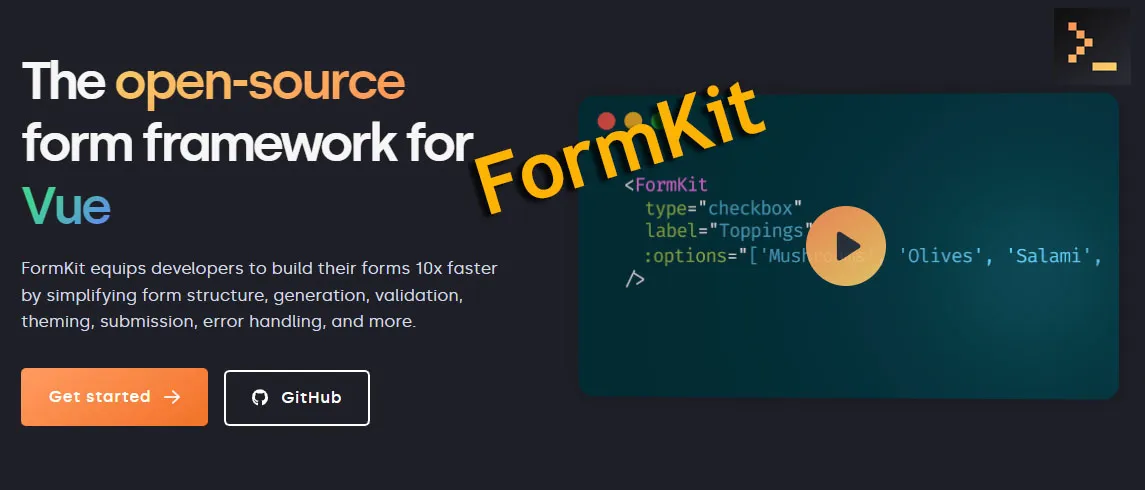 The open-source
form framework for
Vue
FormKit equips developers to build their forms 10x faster
by simplifying form structure, generation, validation,
theming, submission, error handling, and more.
Get started →
GitHub
FormKit
<FormKit
type="checkbox"
label="Toppings"
:options="['Mushrooms', 'Olives', 'Salami',
/>